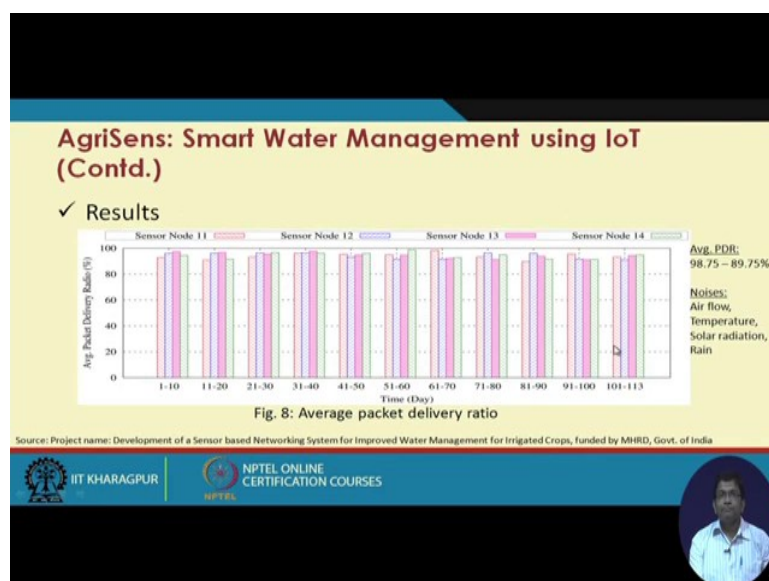 AgriSens: Smart Water Management using IoT
(Contd.)
✓ Results
Sensor Node 11 Sensor Node 12 Sensor Node 13 Sensor Node 14
Avg. Packet Delivery Radio (%)
100
80
60
40
20
0
1-10 11-20 21-30 31-40 41-50 51-60 61-70 71-80 81-90 91-100 101-113
Time (Day)
Avg. PDR:
98.75 – 89.75%
Noises:
Air flow,
Temperature,
Solar radiation,
Rain
Fig. 8: Average packet delivery ratio
Source: Project name: Development of a Sensor based Networking System for Improved Water Management for Irrigated Crops, funded by MHRD, Govt. of India
IIT KHARAGPUR
NPTEL
NPTEL ONLINE
CERTIFICATION COURSES